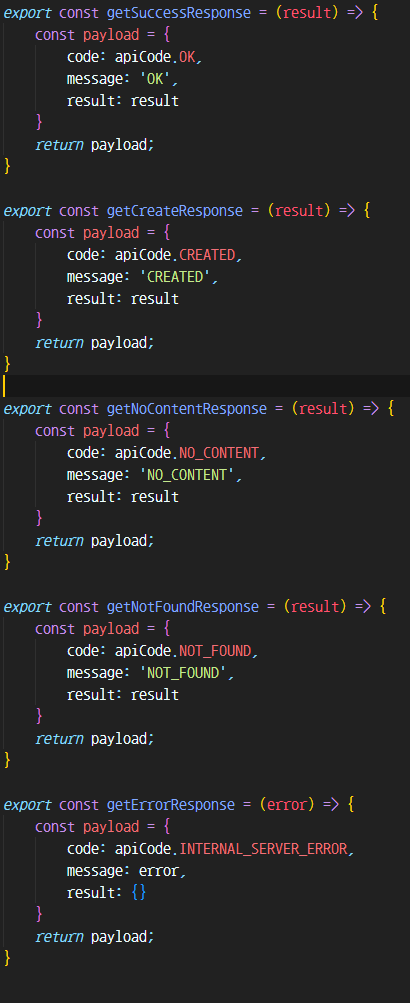 export const getSuccessResponse = (result) => {
    const payload = {
        code: apiCode.OK,
        message: 'OK',
        result: result
    }
    return payload;
}

export const getCreateResponse = (result) => {
    const payload = {
        code: apiCode.CREATED,
        message: 'CREATED',
        result: result
    }
    return payload;
}

export const getNoContentResponse = (result) => {
    const payload = {
        code: apiCode.NO_CONTENT,
        message: 'NO_CONTENT',
        result: result
    }
    return payload;
}

export const getNotFoundResponse = (result) => {
    const payload = {
        code: apiCode.NOT_FOUND,
        message: 'NOT_FOUND',
        result: result
    }
    return payload;
}

export const getErrorResponse = (error) => {
    const payload = {
        code: apiCode.INTERNAL_SERVER_ERROR,
        message: error,
        result: {}
    }
    return payload;
}